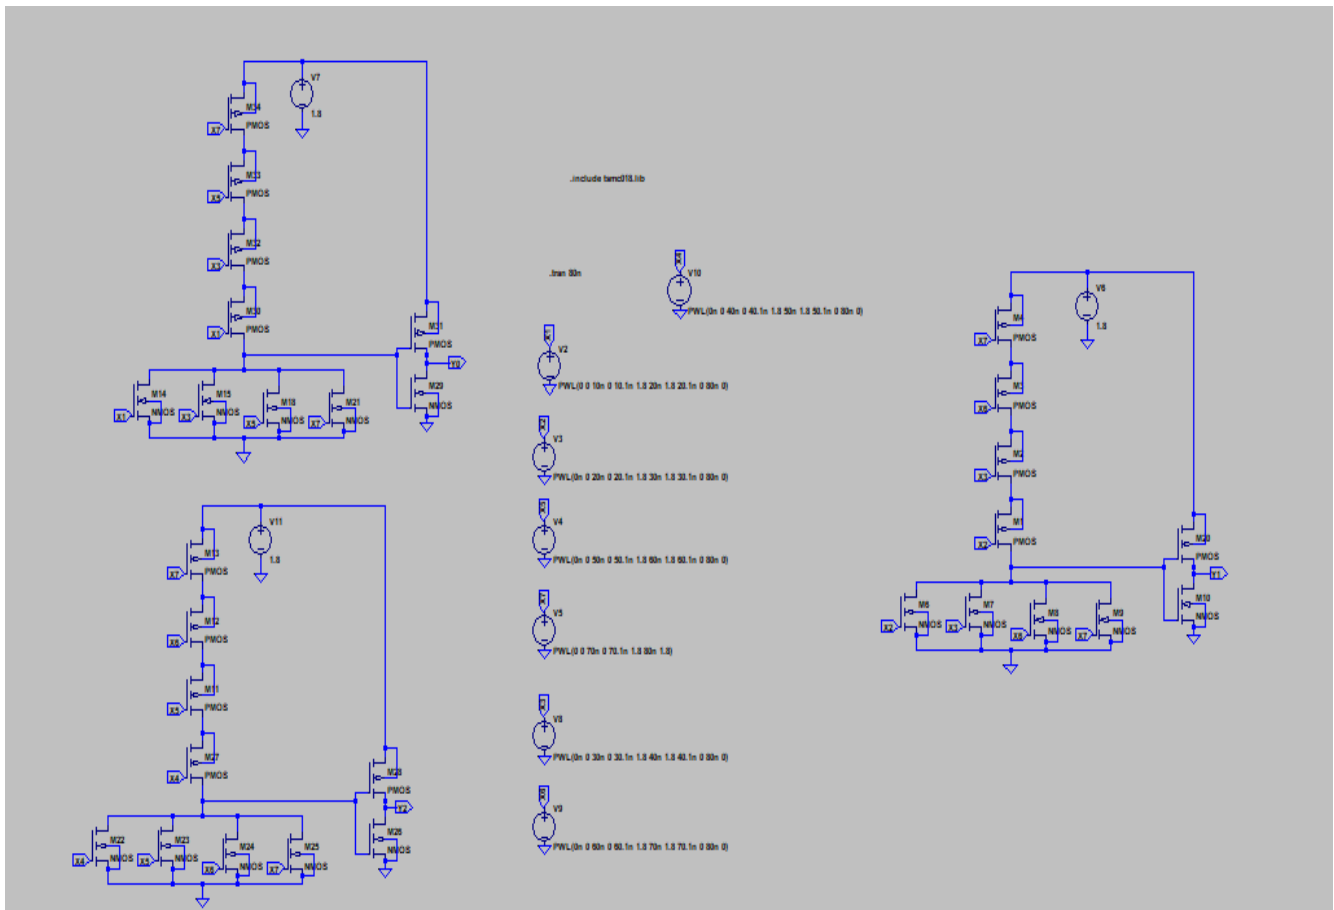 V7
1.8
M34
PMOS
X7
M33
PMOS
X5
M32
PMOS
X3
M30
PMOS
X1
M31
PMOS
Y0
M29
NMOS
M14
NMOS
X1
M15
NMOS
X3
M18
NMOS
X5
M21
NMOS
X7
.include tsmc018.lib
.tran 80n
X4
V10
PWL(0n 0 40n 0 40.1n 1.8 50n 1.8 50.1n 0 80n 0)
X1
V2
PWL(0 0 10n 0 10.1n 1.8 20n 1.8 20.1n 0 80n 0)
X2
V3
PWL(0n 0 20n 0 20.1n 1.8 30n 1.8 30.1n 0 80n 0)
X5
V4
PWL(0n 0 50n 0 50.1n 1.8 60n 1.8 60.1n 0 80n 0)
X7
V5
PWL(0 0 70n 0 70.1n 1.8 80n 1.8)
X3
V8
PWL(0n 0 30n 0 30.1n 1.8 40n 1.8 40.1n 0 80n 0)
X6
V9
PWL(0n 0 60n 0 60.1n 1.8 70n 1.8 70.1n 0 80n 0)
V6
1.8
M4
PMOS
X7
M3
PMOS
X6
M2
PMOS
X3
M1
PMOS
X2
M20
PMOS
Y1
M10
NMOS
M6
NMOS
X2
M7
NMOS
X3
M8
NMOS
X6
M9
NMOS
X7
V11
1.8
M13
PMOS
X7
M12
PMOS
X6
M11
PMOS
X5
M27
PMOS
X4
M28
PMOS
Y2
M26
NMOS
M22
NMOS
X4
M23
NMOS
X5
M24
NMOS
X6
M25
NMOS
X7